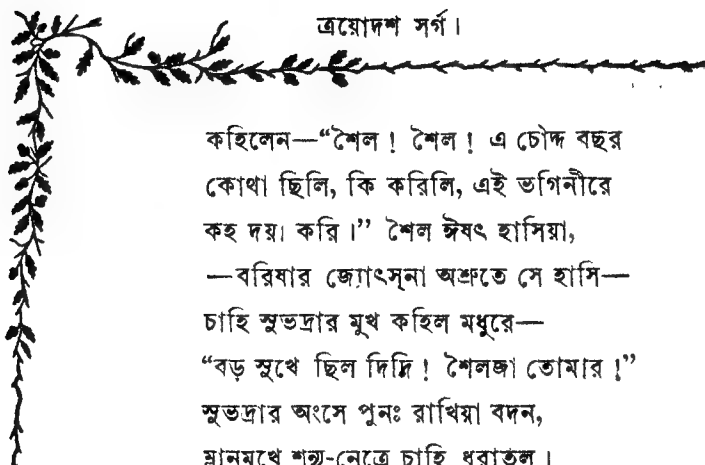 ত্রয়োদশ সর্গ।
কহিলেন—“শৈল ! শৈল ! এ চৌদ্দ বছর
কোথা ছিলি, কি করিলি, এই ভগিনীরে
কহ দয়া করি।” শৈল ঈষৎ হাসিয়া,
—বরিষার জ্যোৎস্না অশ্রুতে সে হাসি—
চাহি সুভদ্রার মুখ কহিল মধুরে—
“বড় সুখে ছিল দিদি ! শৈলজা তোমার !”
সুভদ্রার অংসে পুনঃ রাখিয়া বদন,
ম্লানমুখে শূন্য-নেত্রে চাহি ধরাতল।